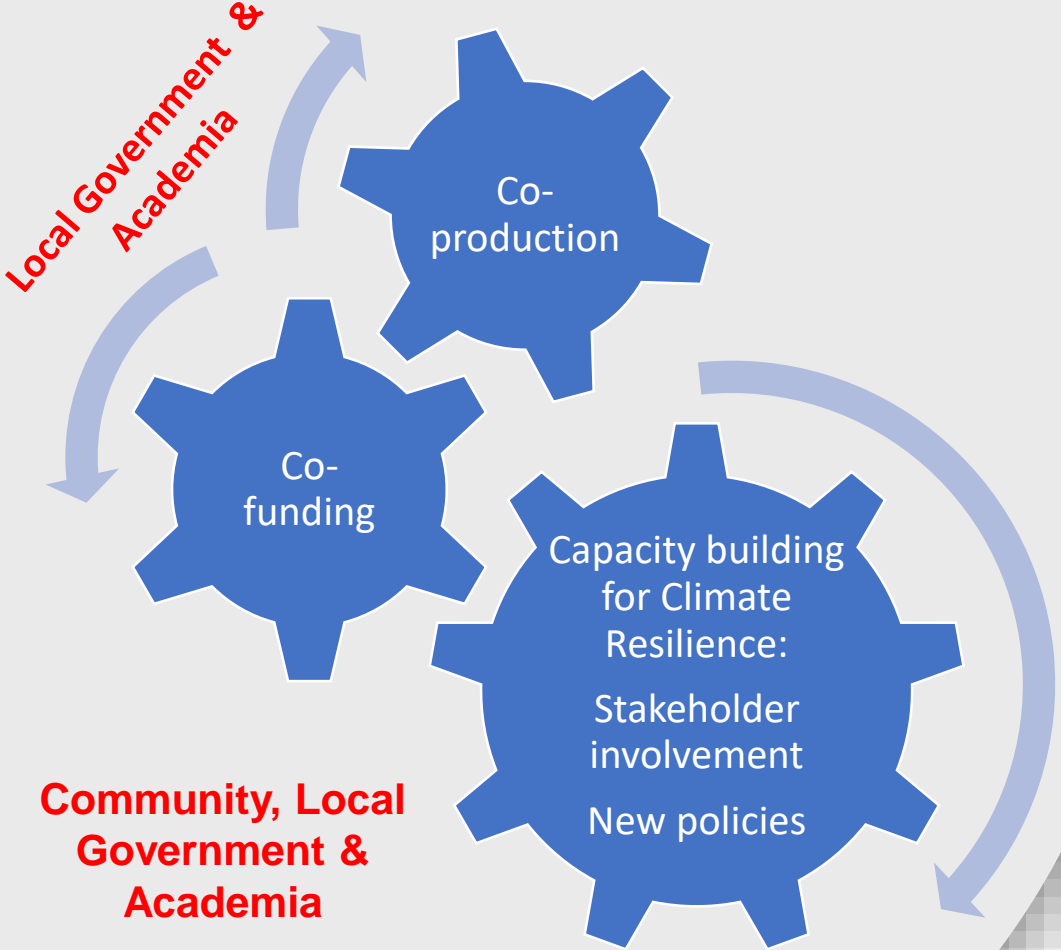 Local Government &
Academia
Co-
production
Co-
funding
Capacity building
for Climate
Resilience:
Stakeholder
involvement
New policies
Community, Local
Government &
Academia